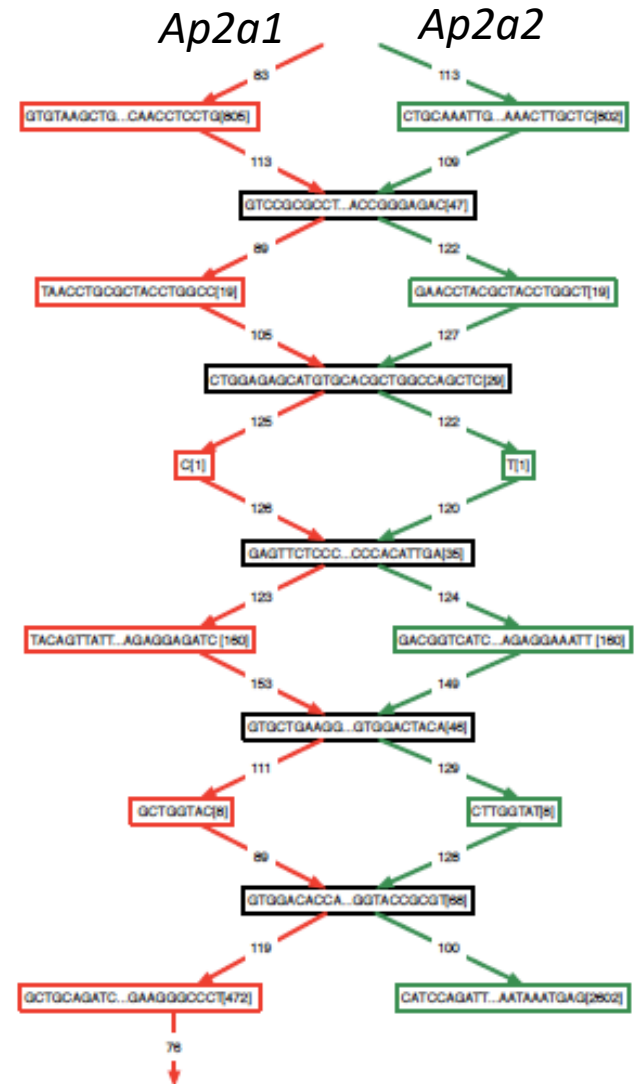 Ap2a1 Ap2a2
83 113
GTGTAAGCTG...CAACCTCCTG[805] CTGCAAATTG...AAACTTGCTC[802]
113 109
GTCCGCGCCT...ACCGGGAGAC[47]
89 122
TAACCTGCGCTACCTGGCC[19] GAACCTACGCTACCTGGCT[19]
105 127
CTGGAGAGCATGTGCACGCTGGCCAGCTC[29]
125 122
C[1] T[1]
126 120
GAGTTCTCCC...CCCACATTGA[35]
123 124
TACAGTTATT...AGAGGAGATC [160] GACGGTCATC...AGAGGAAATT [160]
153 149
GTGCTGAAGG...GTGGACTACA[46]
111 129
GCTGGTAC[8] CTTGGTAT[8]
89 128
GTGGACACCA...GGTACCGCGT[68]
119 100
GCTGCAGATC...GAAGGGCCCT[472] CATCCAGATT...AATAAATGAG[2602]
76